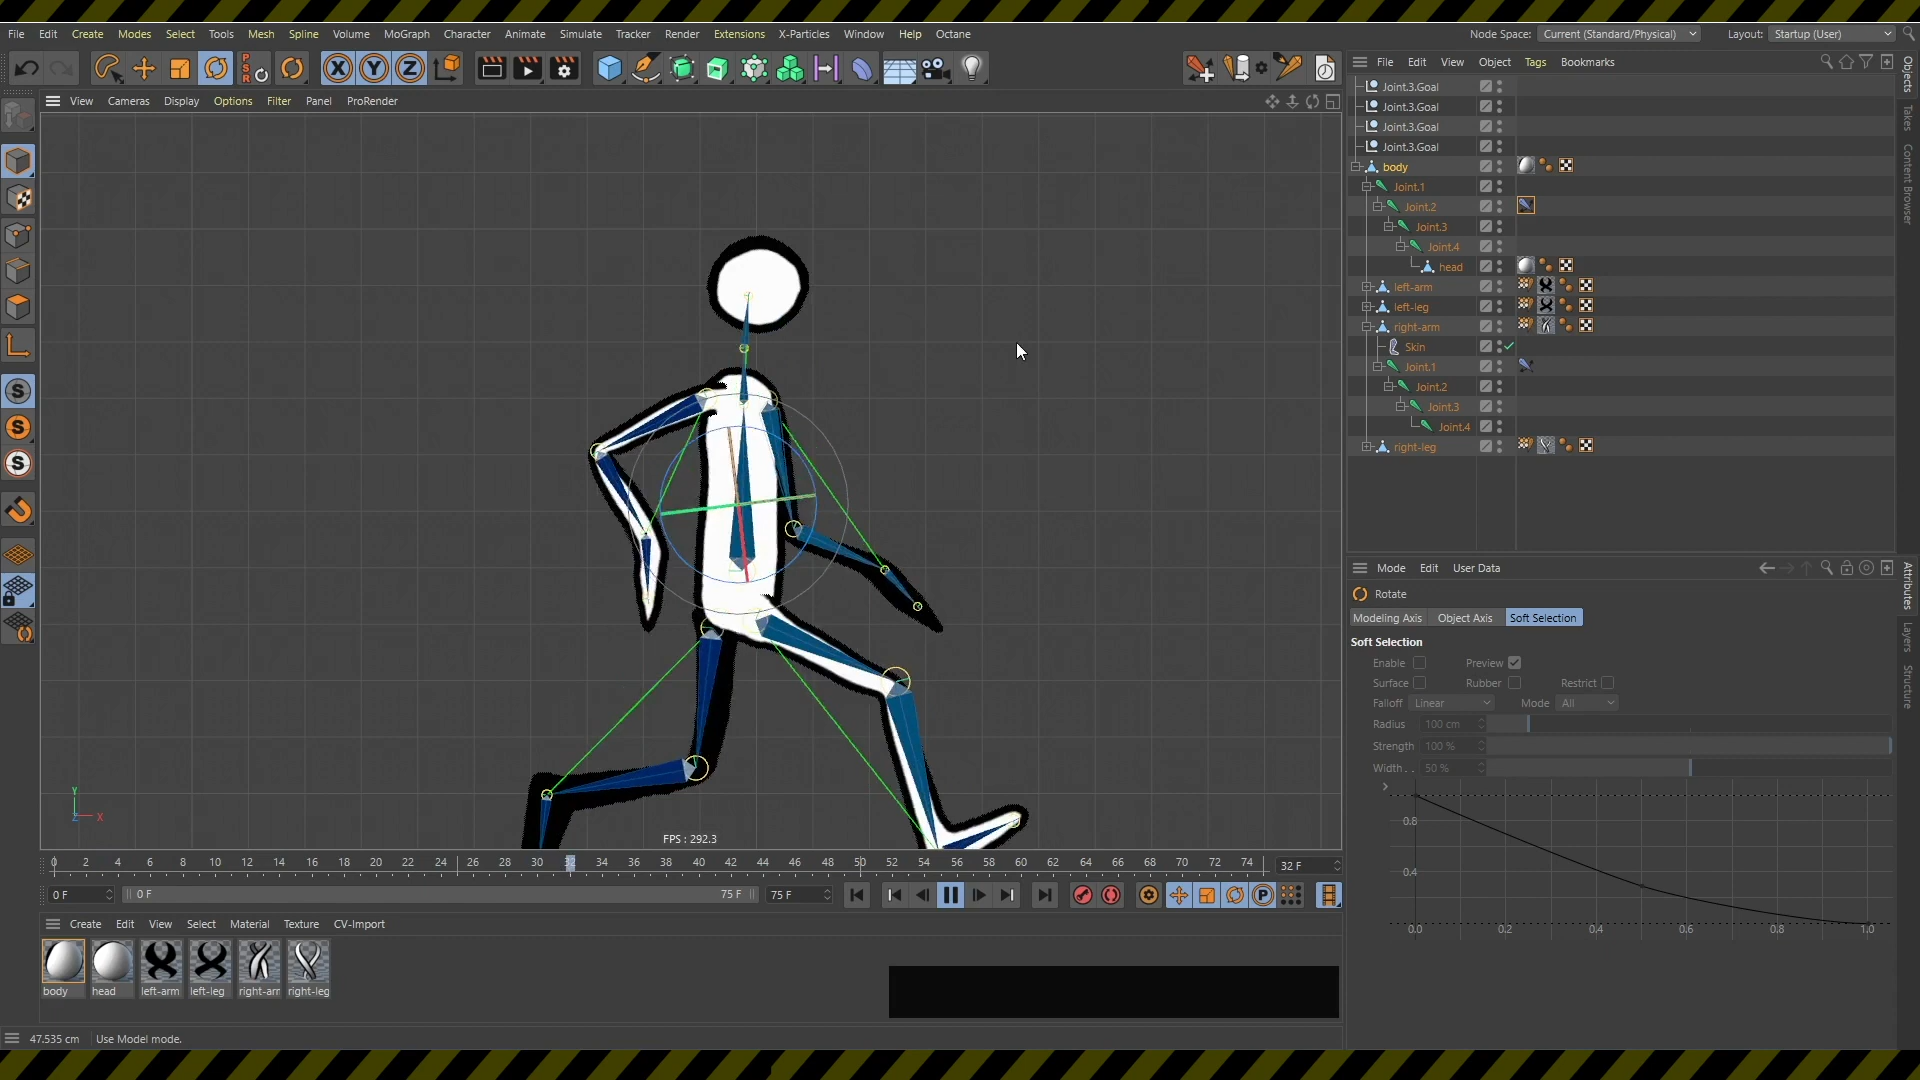 File Edit Create Modes Select Tools Mesh Spline Volume MoGraph Character Animate Simulate Tracker Render Extensions X-Particles Window Help Octane
Node Space: Current (Standard/Physical) Layout: Startup (User)
PSR X Y Z
File Edit View Object Tags Bookmarks
View Cameras Display Options Filter Panel ProRender
Joint.3.Goal
Joint.3.Goal
Joint.3.Goal
Joint.3.Goal
body
Joint.1
Joint.2
Joint.3
Joint.4
head
left-arm
left-leg
right-arm
Skin
Joint.1
Joint.2
Joint.3
Joint.4
right-leg
Objects
Takes
Content Browser
S
S
S
Mode Edit User Data
Rotate
Modeling Axis Object Axis Soft Selection
Soft Selection
Enable Preview
Surface Rubber Restrict
Falloff Linear Mode All
Radius 100 cm
Strength 100 %
Width . . 50 %
0.8
0.4
0.0 0.2 0.4 0.6 0.8 1.0
Attributes
Layers
Structure
Y
Z X
FPS : 292.3
0 2 4 6 8 10 12 14 16 18 20 22 24 26 28 30 32 34 36 38 40 42 44 46 48 50 52 54 56 58 60 62 64 66 68 70 72 74 32 F
0 F 0 F 75 F 75 F P
Create Edit View Select Material Texture CV-Import
body head left-arm left-leg right-arr right-leg
47.535 cm Use Model mode.